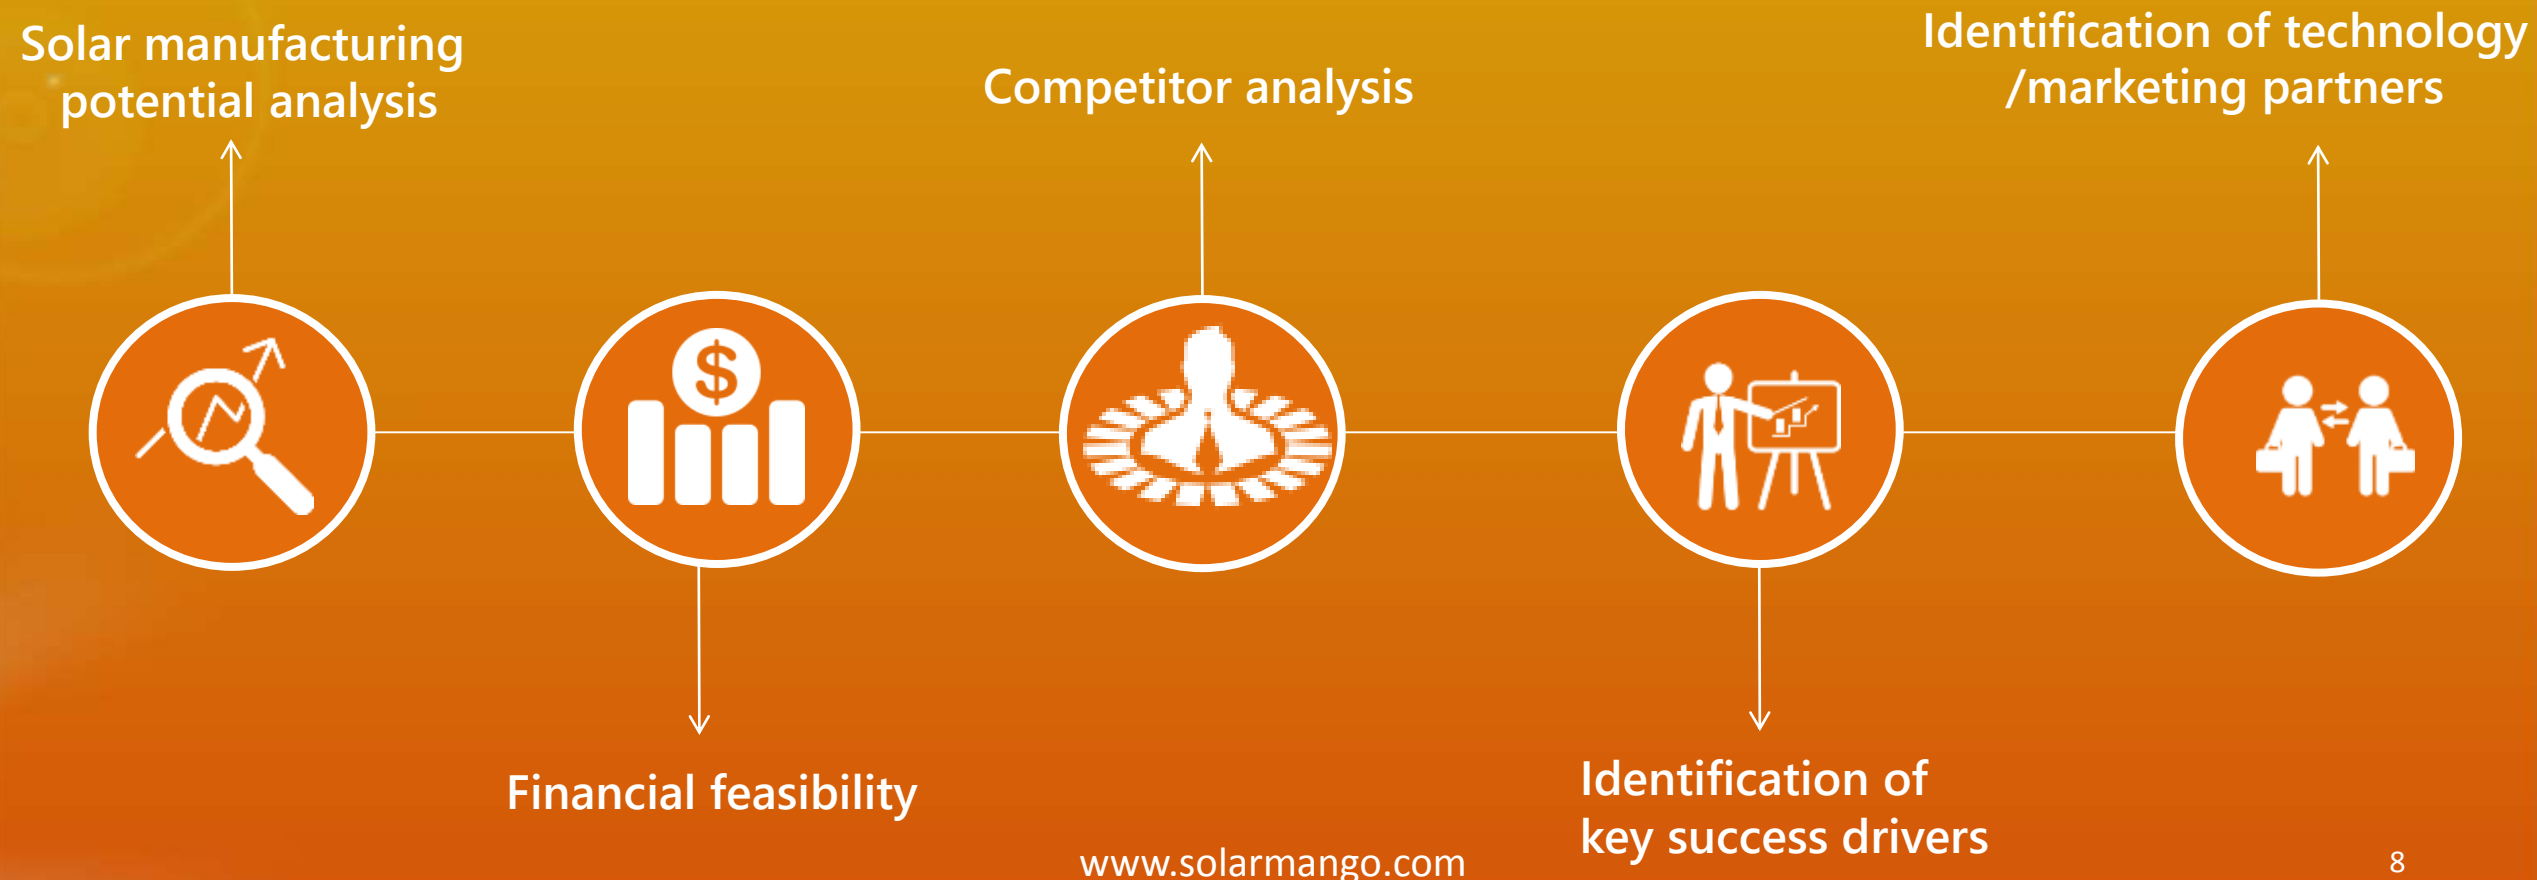 Solar manufacturing
potential analysis
Financial feasibility
Competitor analysis
Identification of
key success drivers
Identification of technology
/marketing partners
$
www.solarmango.com
8